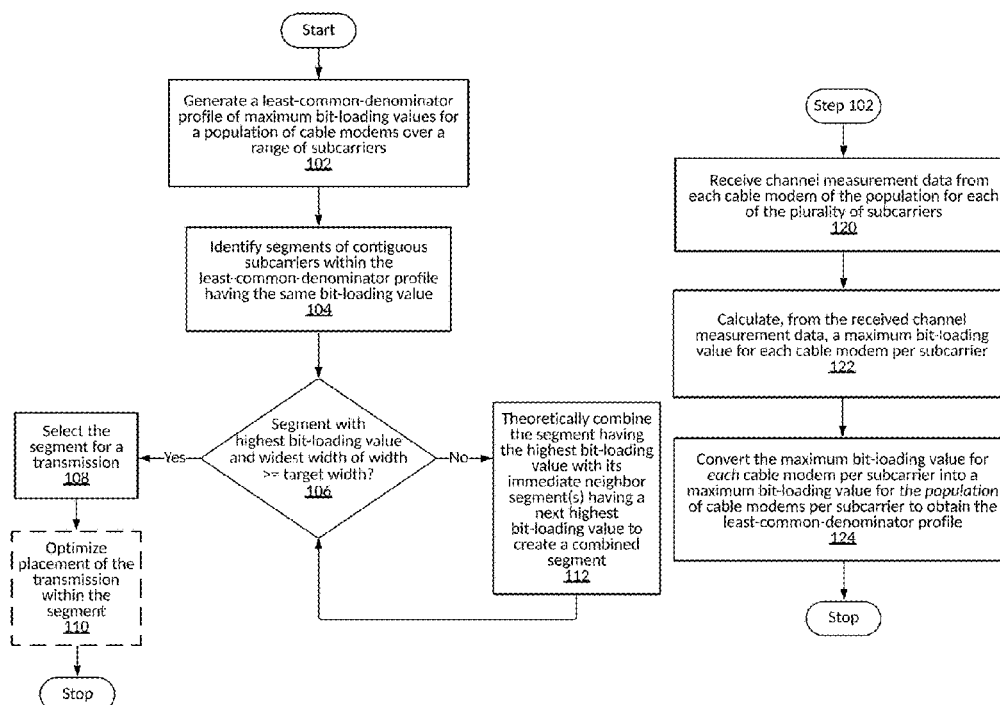 Start
Generate a least-common-denominator
profile of maximum bit-loading values for
a population of cable modems over a
range of subcarriers
102
Identify segments of contiguous
subcarriers within the
least-common-denominator profile
having the same bit-loading value
104
Segment with
highest bit-loading value
and widest width of width
>= target width?
106
Yes
No
Select the
segment for a
transmission
108
Optimize
placement of the
transmission within
the segment
110
Stop
Theoretically combine
the segment having
the highest bit-loading
value with its
immediate neighbor
segment(s) having a
next highest
bit-loading value to
create a combined
segment
112
Step 102
Receive channel measurement data from
each cable modem of the population for each
of the plurality of subcarriers
120
Calculate, from the received channel
measurement data, a maximum bit-loading
value for each cable modem per subcarrier
122
Convert the maximum bit-loading value for
each cable modem per subcarrier into a
maximum bit-loading value for the population
of cable modems per subcarrier to obtain the
least-common-denominator profile
124
Stop